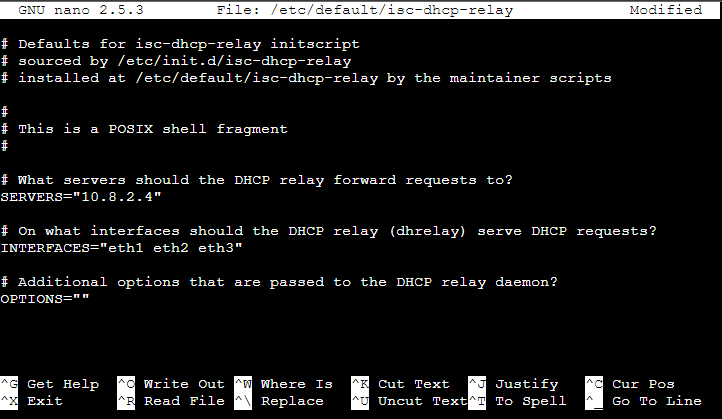 GNU nano 2.5.3 File: /etc/default/isc-dhcp-relay Modified
# Defaults for isc-dhcp-relay initscript
# sourced by /etc/init.d/isc-dhcp-relay
# installed at /etc/default/isc-dhcp-relay by the maintainer scripts
#
# This is a POSIX shell fragment
#
# What servers should the DHCP relay forward requests to?
SERVERS="10.8.2.4"
# On what interfaces should the DHCP relay (dhrelay) serve DHCP requests?
INTERFACES="eth1 eth2 eth3"
# Additional options that are passed to the DHCP relay daemon?
OPTIONS=""
^G Get Help ^O Write Out ^W Where Is ^K Cut Text ^J Justify ^C Cur Pos
^X Exit ^R Read File ^\ Replace ^U Uncut Text^T To Spell ^_ Go To Line